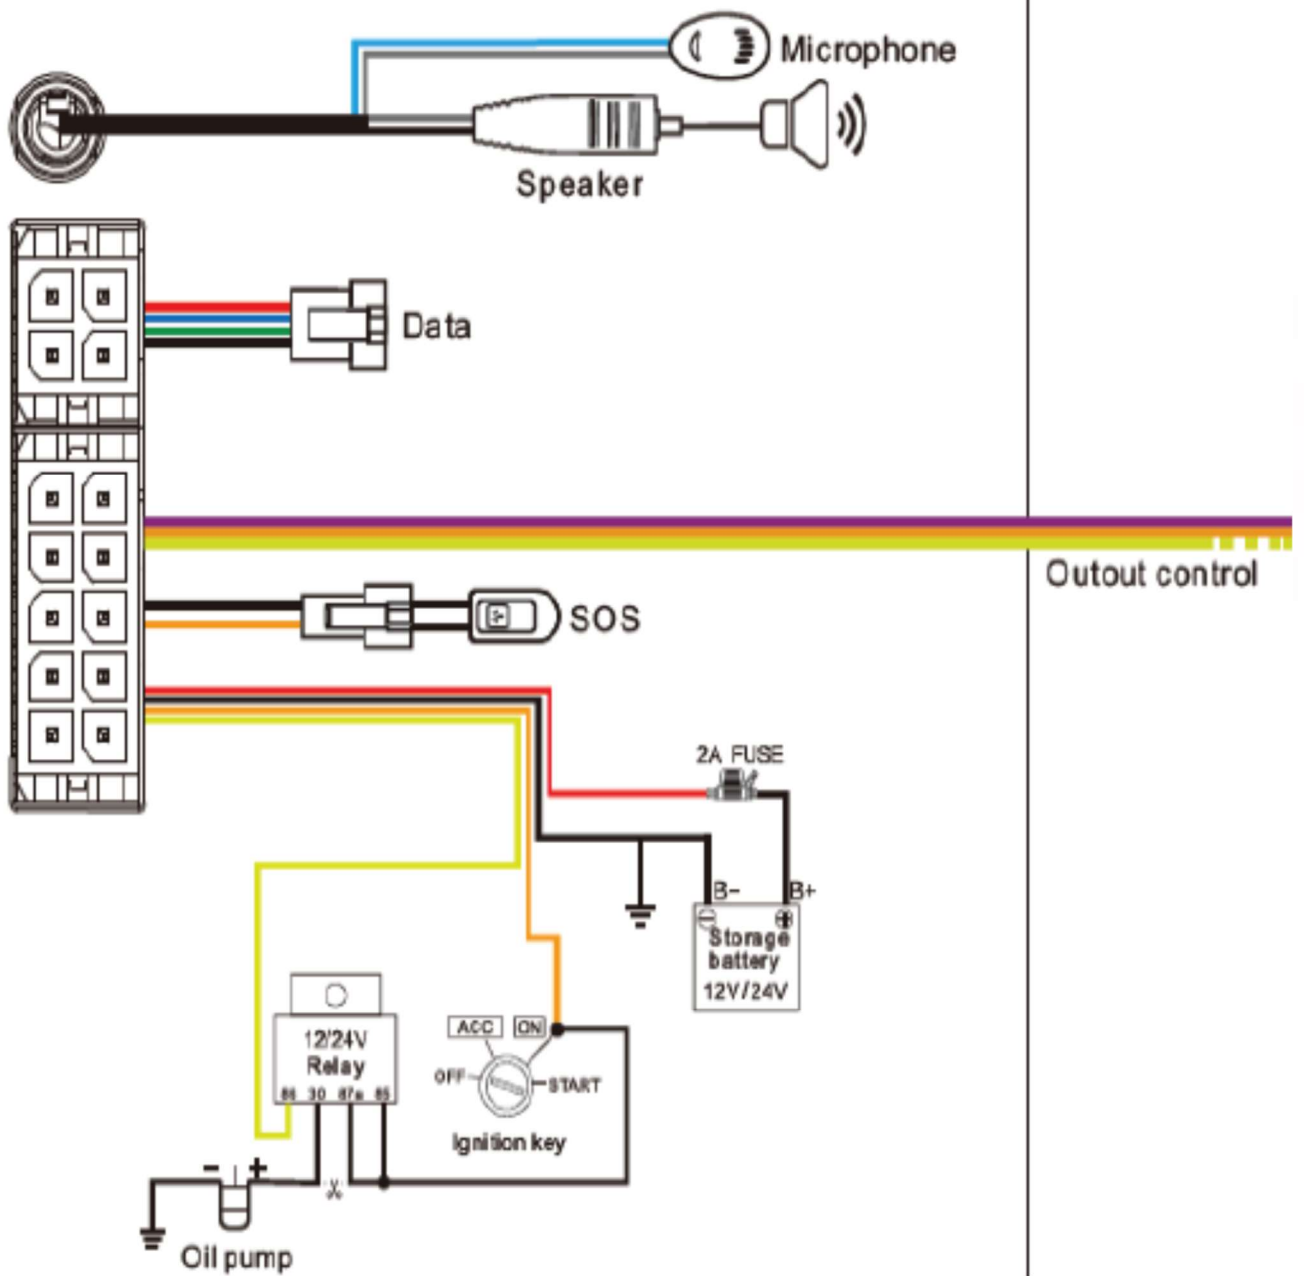 Microphone
Speaker
Data
Outout control
SOS
2A FUSE
B- B+
Storage
battery
12V/24V
12/24V
Relay
86 30 87a 85
ACC ON
OFF START
Ignition key
- +
Oil pump